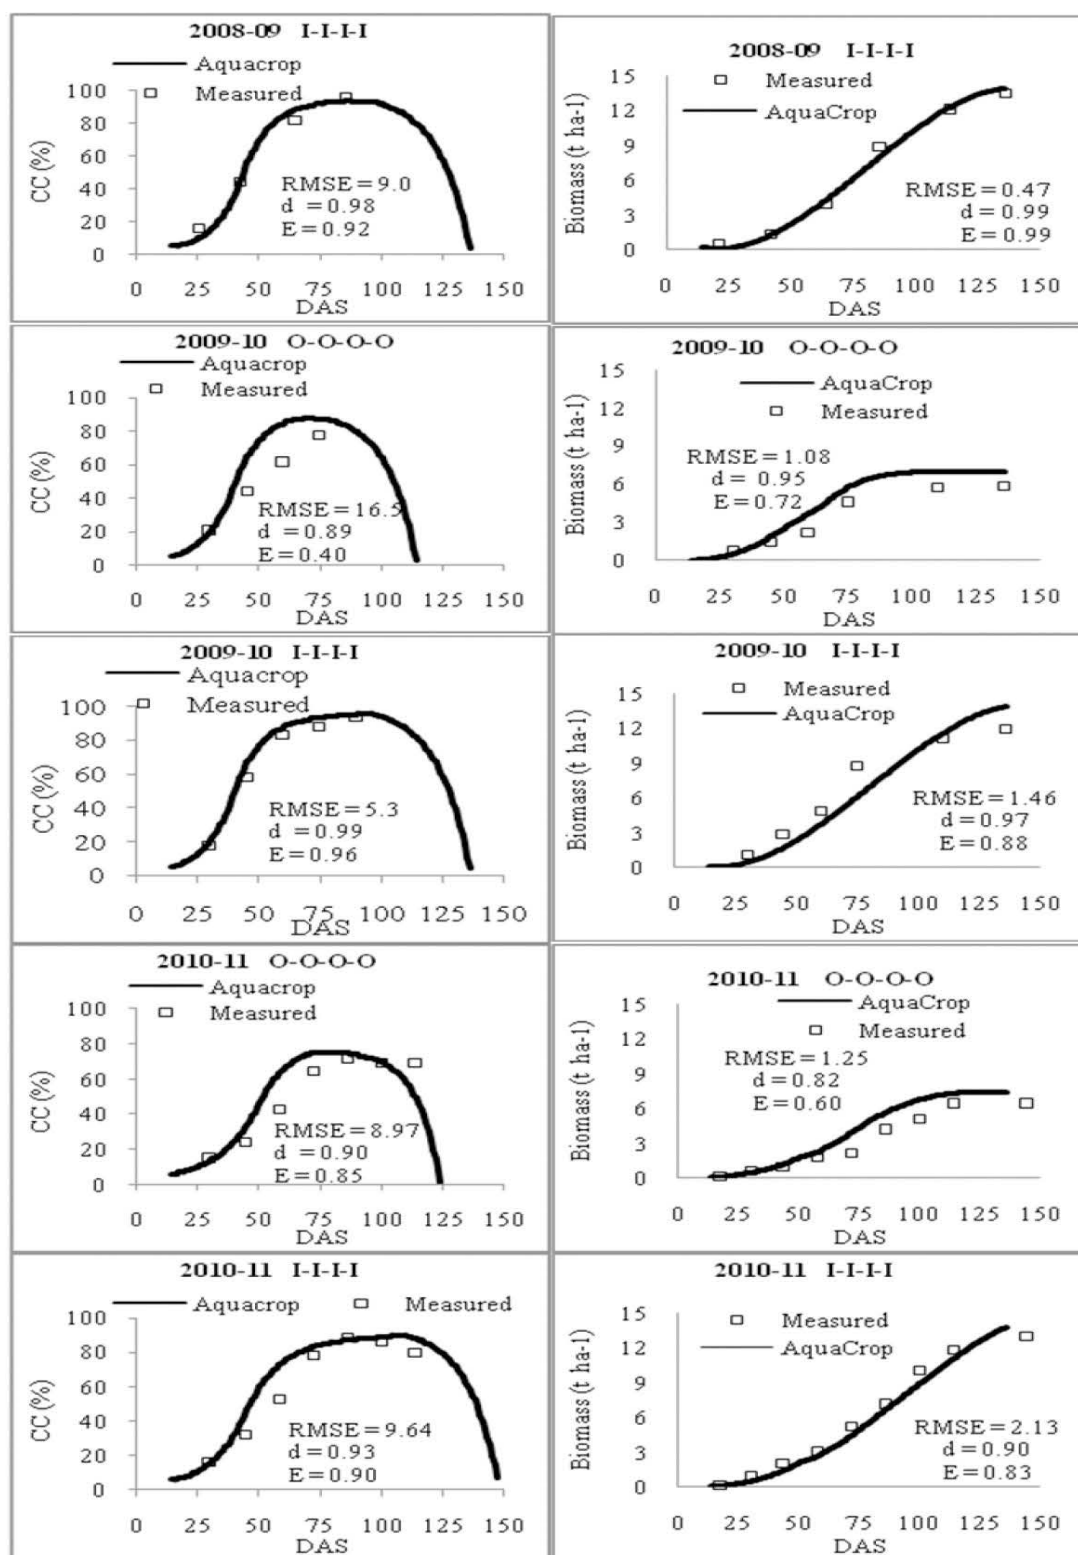 2008-09 I-I-I-I
Aquacrop
Measured
100
80
60
40
20
0
CC (%)
RMSE = 9.0
d = 0.98
E = 0.92
0 25 50 75 100 125 150
DAS
2008-09 I-I-I-I
Measured
AquaCrop
15
12
9
6
3
0
Biomass (t ha-1)
RMSE = 0.47
d = 0.99
E = 0.99
0 25 50 75 100 125 150
DAS
2009-10 O-O-O-O
Aquacrop
Measured
100
80
60
40
20
0
CC (%)
RMSE = 16.5
d = 0.89
E = 0.40
0 25 50 75 100 125 150
DAS
2009-10 O-O-O-O
AquaCrop
Measured
15
12
9
6
3
0
Biomass (t ha-1)
RMSE = 1.08
d = 0.95
E = 0.72
0 25 50 75 100 125 150
DAS
2009-10 I-I-I-I
Aquacrop
Measured
100
80
60
40
20
0
CC (%)
RMSE = 5.3
d = 0.99
E = 0.96
0 25 50 75 100 125 150
DAS
2009-10 I-I-I-I
Measured
AquaCrop
15
12
9
6
3
0
Biomass (t ha-1)
RMSE = 1.46
d = 0.97
E = 0.88
0 25 50 75 100 125 150
DAS
2010-11 O-O-O-O
Aquacrop
Measured
100
80
60
40
20
0
CC (%)
RMSE = 8.97
d = 0.90
E = 0.85
0 25 50 75 100 125 150
DAS
2010-11 O-O-O-O
AquaCrop
Measured
15
12
9
6
3
0
Biomass (t ha-1)
RMSE = 1.25
d = 0.82
E = 0.60
0 25 50 75 100 125 150
DAS
2010-11 I-I-I-I
Aquacrop Measured
100
80
60
40
20
0
CC (%)
RMSE = 9.64
d = 0.93
E = 0.90
0 25 50 75 100 125 150
DAS
2010-11 I-I-I-I
Measured
AquaCrop
15
12
9
6
3
0
Biomass (t ha-1)
RMSE = 2.13
d = 0.90
E = 0.83
0 25 50 75 100 125 150
DAS